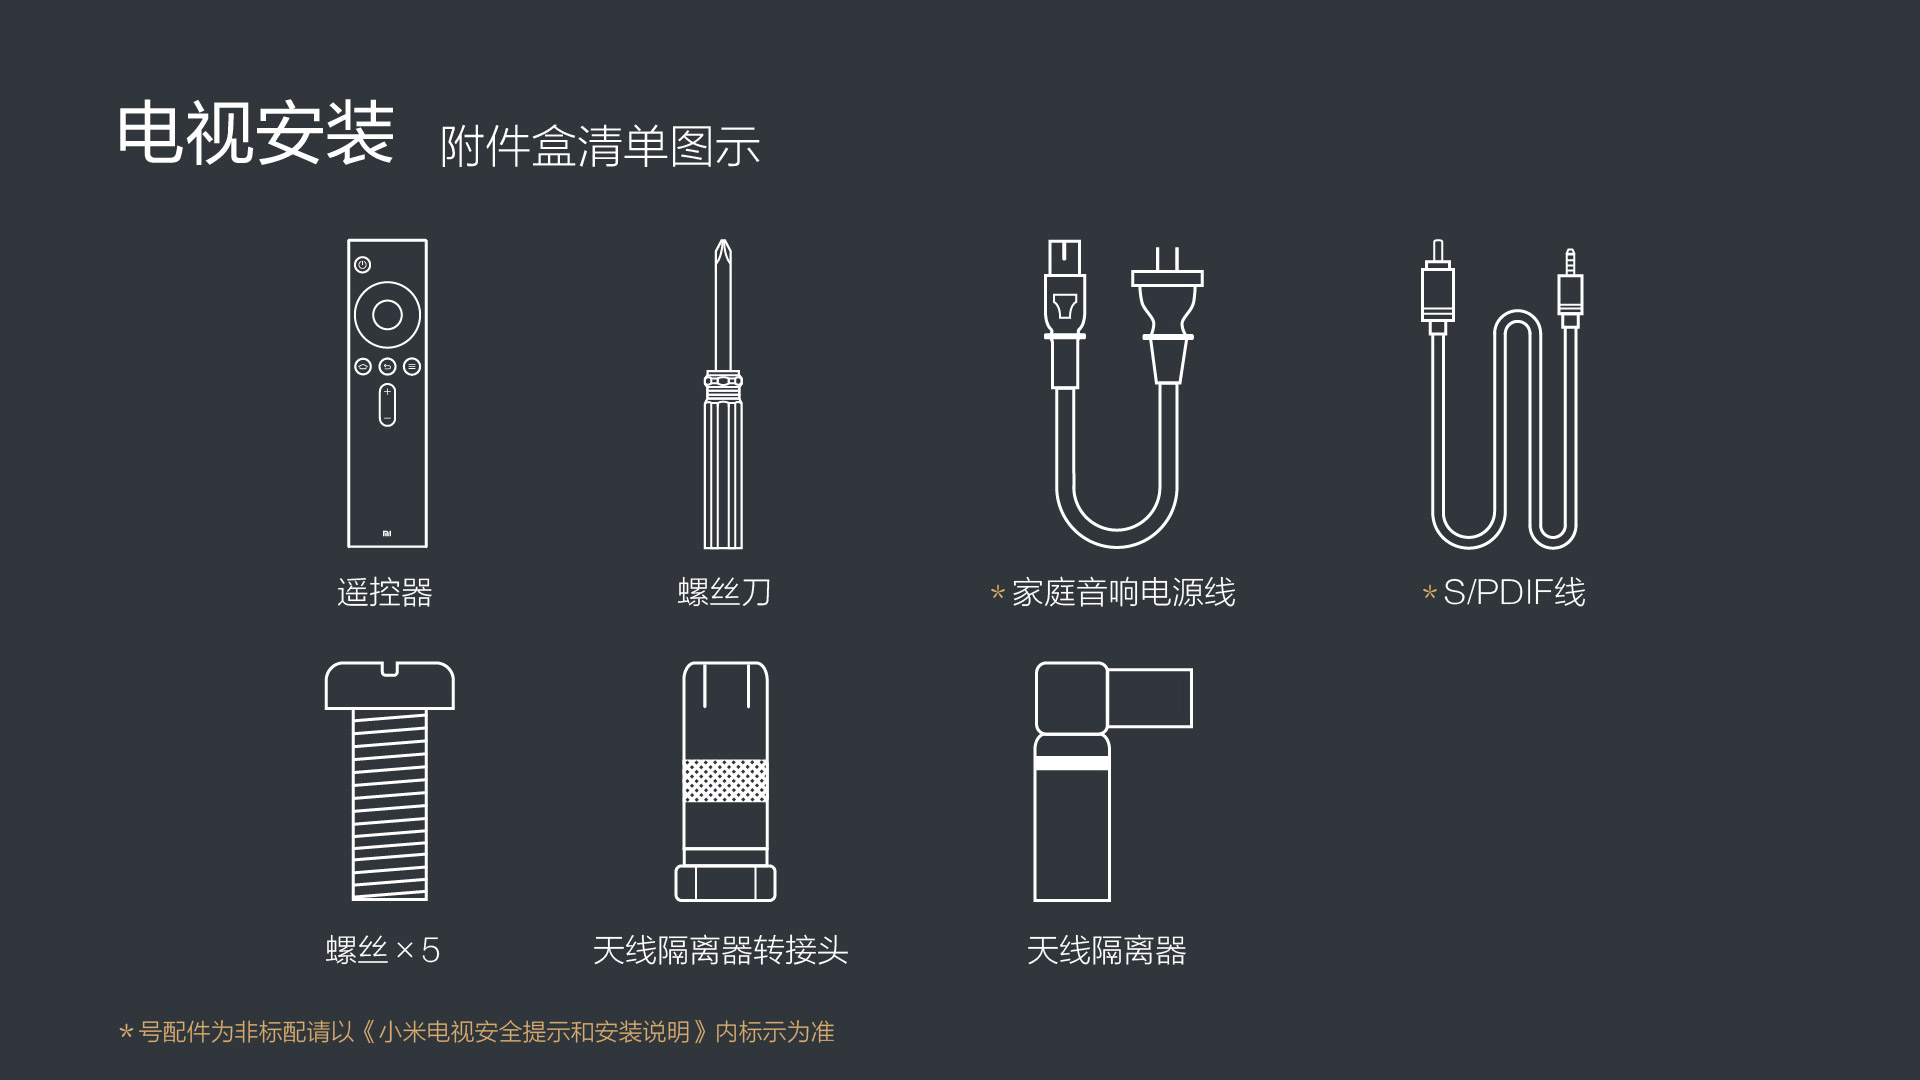 电视安装 附件盒清单图示
mi
遥控器
螺丝刀
*家庭音响电源线
*S/PDIF线
螺丝×5
天线隔离器转接头
天线隔离器
*号配件为非标配请以《小米电视安全提示和安装说明》内标示为准